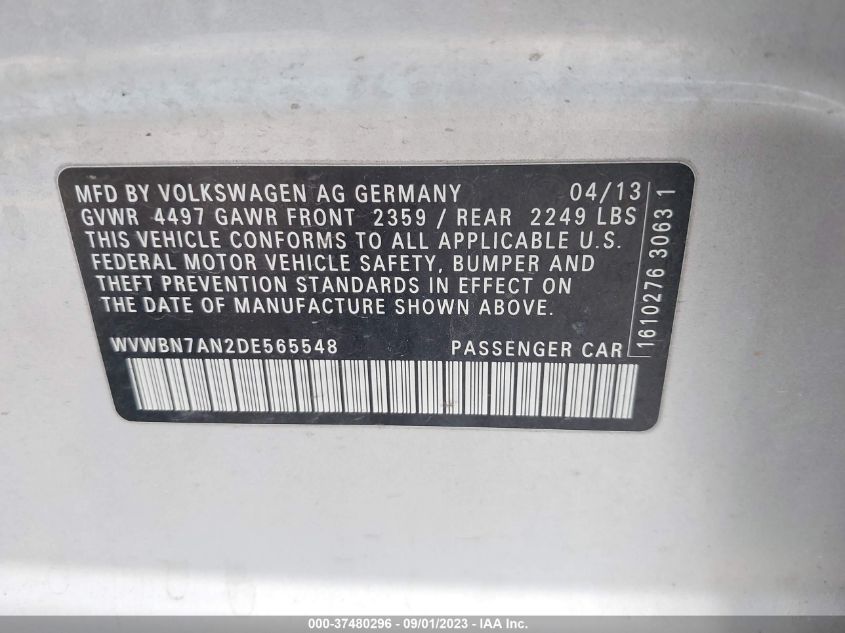 MFD BY VOLKSWAGEN AG GERMANY 04/13
GVWR 4497 GAWR FRONT 2359 / REAR 2249 LBS
THIS VEHICLE CONFORMS TO ALL APPLICABLE U.S.
FEDERAL MOTOR VEHICLE SAFETY, BUMPER AND
THEFT PREVENTION STANDARDS IN EFFECT ON
THE DATE OF MANUFACTURE SHOWN ABOVE.
WVWBN7AN2DE565548 PASSENGER CAR
1610276 3063 1
000-37480296 - 09/01/2023 - IAA Inc.